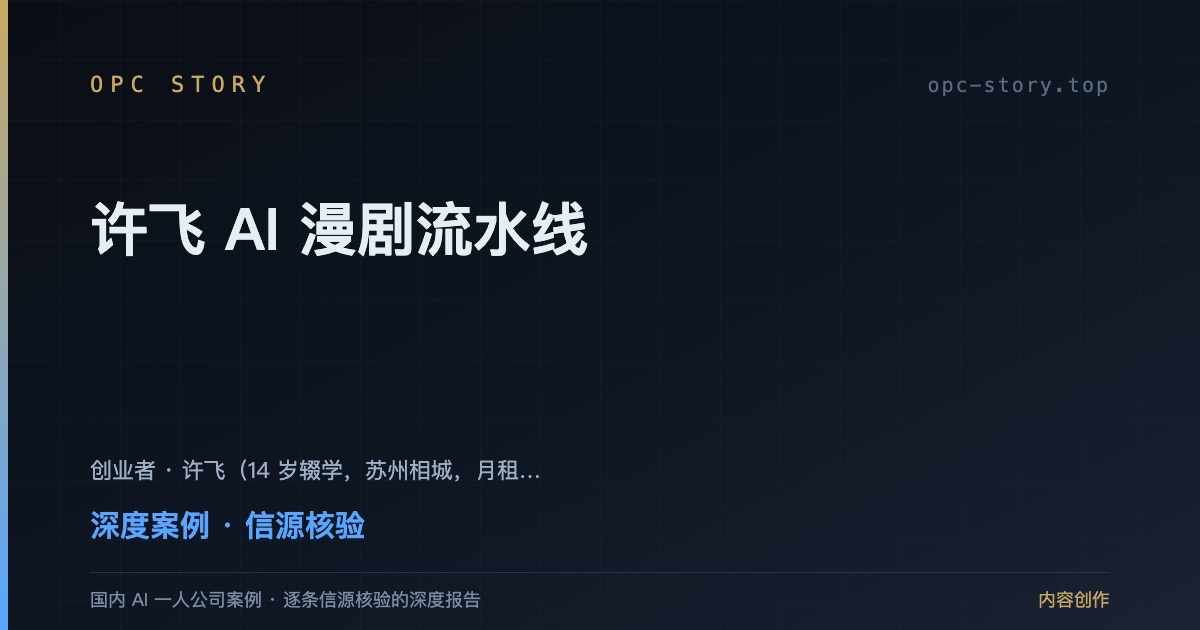 OPC STORY
opc-story.top
许飞 AI 漫剧流水线
创业者 · 许飞（14 岁辍学，苏州相城，月租…
深度案例 · 信源核验
国内 AI 一人公司案例 · 逐条信源核验的深度报告
内容创作